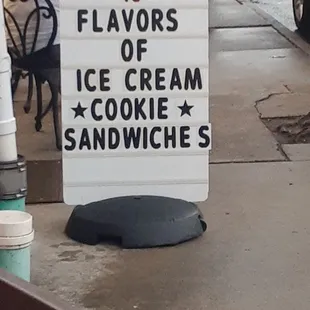 FLAVORS
OF
ICE CREAM
★COOKIE ★
SANDWICHES